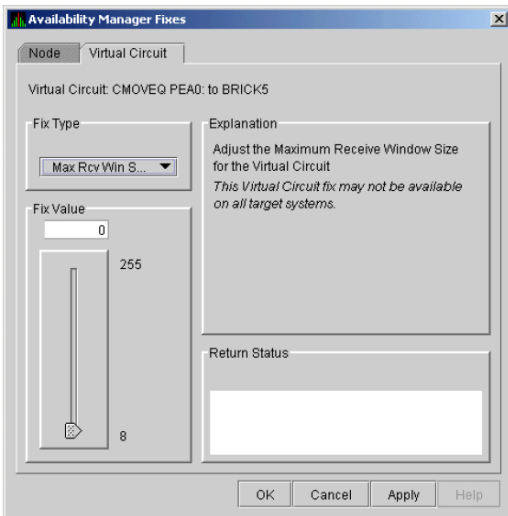 Availability Manager Fixes
Node
Virtual Circuit
Virtual Circuit: CMOVEQ PEA0: to BRICK5
Fix Type
Max Rcv Win S...
Explanation
Adjust the Maximum Receive Window Size
for the Virtual Circuit
This Virtual Circuit fix may not be available
on all target systems.
Fix Value
0
255
8
Return Status
OK
Cancel
Apply
Help